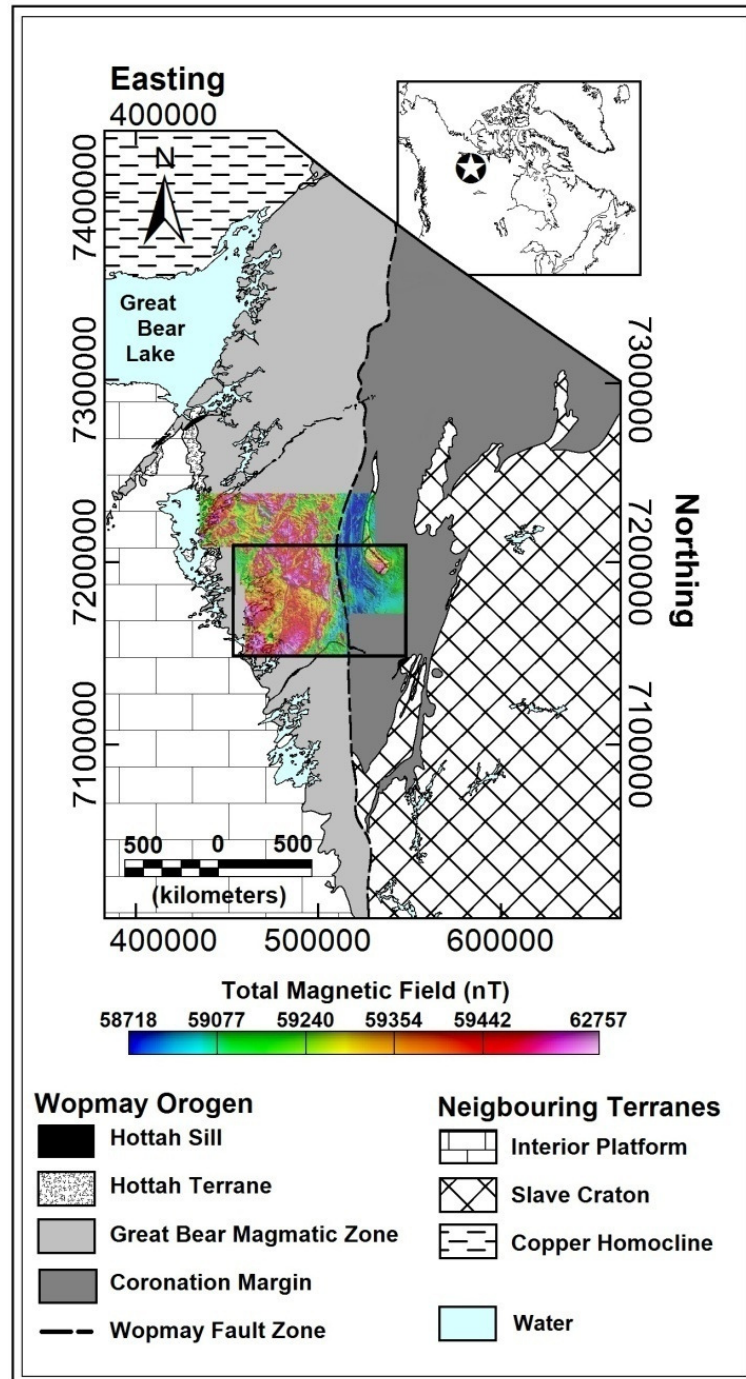 Easting
400000
N
7400000
Great
Bear
Lake
7300000
7300000
7200000
7200000
Northing
7100000
7100000
500 0 500
(kilometers)
400000 500000 600000
Total Magnetic Field (nT)
58718 59077 59240 59354 59442 62757
Wopmay Orogen
Hottah Sill
Hottah Terrane
Great Bear Magmatic Zone
Coronation Margin
Wopmay Fault Zone
Neigbouring Terranes
Interior Platform
Slave Craton
Copper Homocline
Water